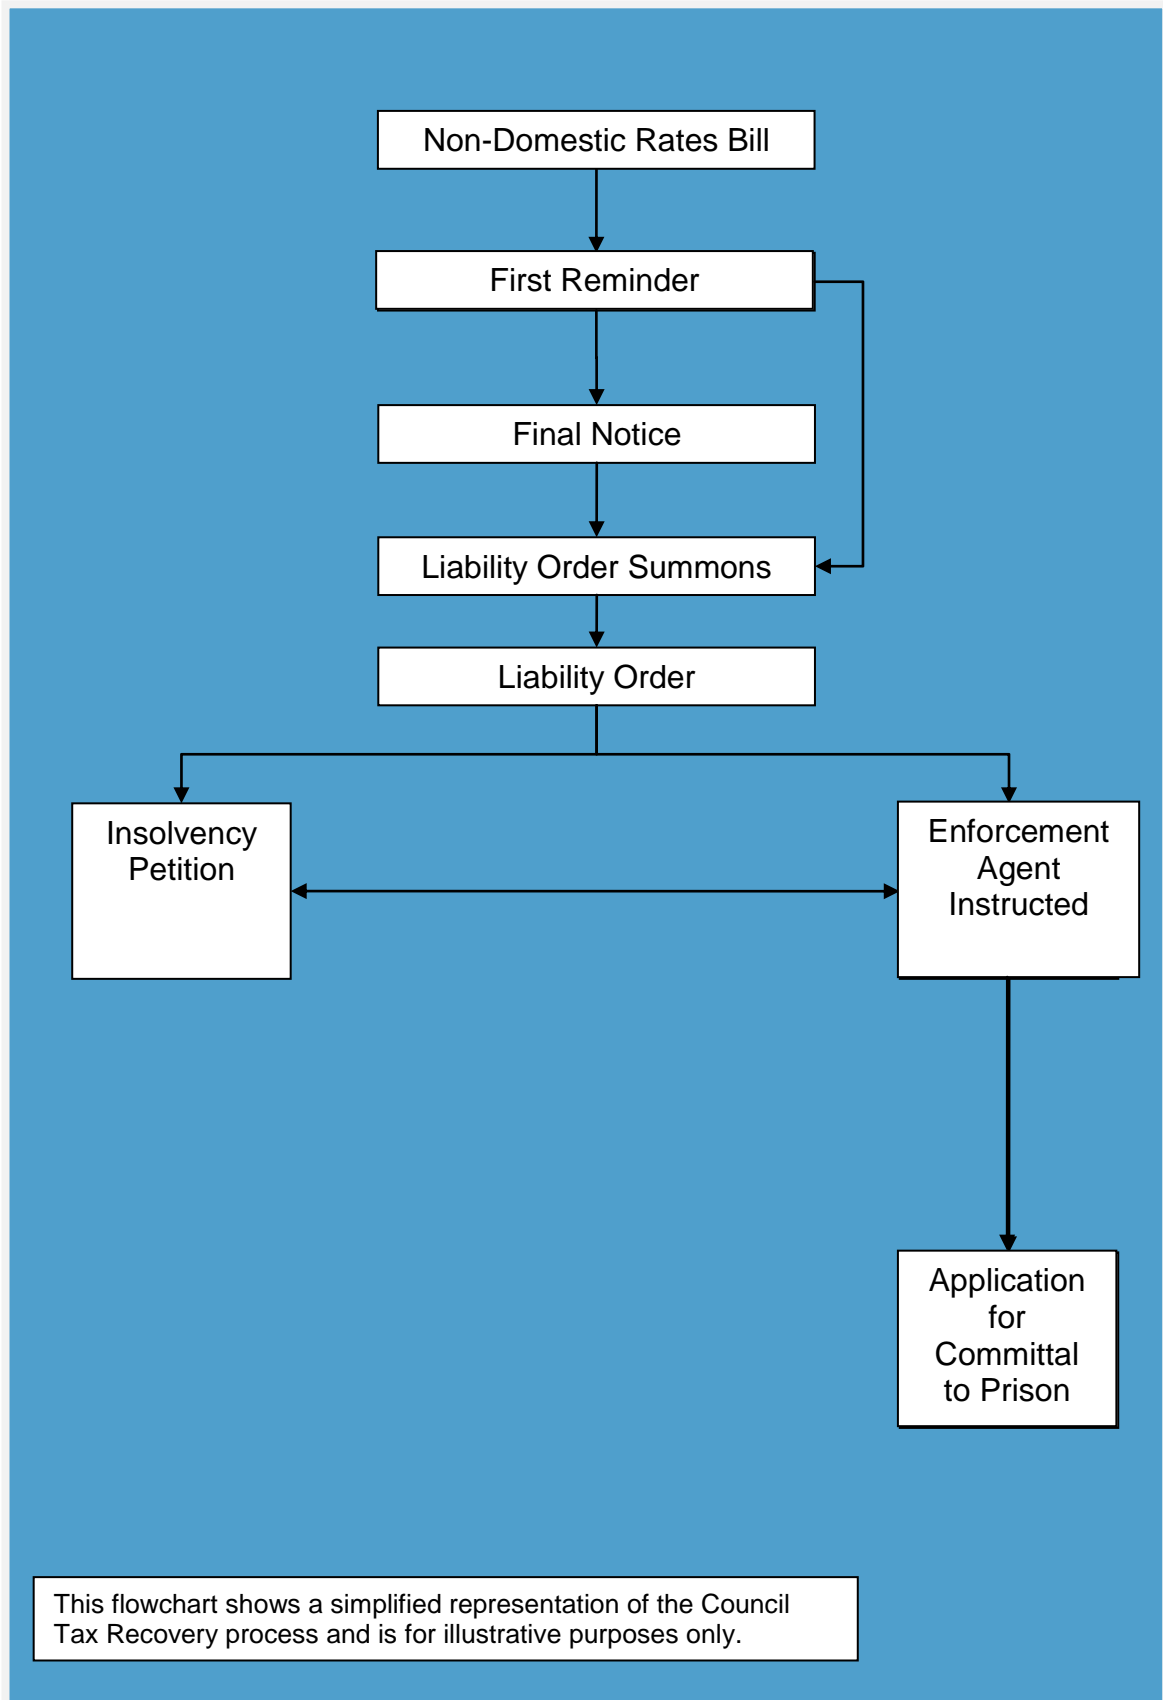 Non-Domestic Rates Bill
First Reminder
Final Notice
Liability Order Summons
Liability Order
Insolvency
Petition
Enforcement
Agent
Instructed
Application
for
Committal
to Prison
This flowchart shows a simplified representation of the Council
Tax Recovery process and is for illustrative purposes only.